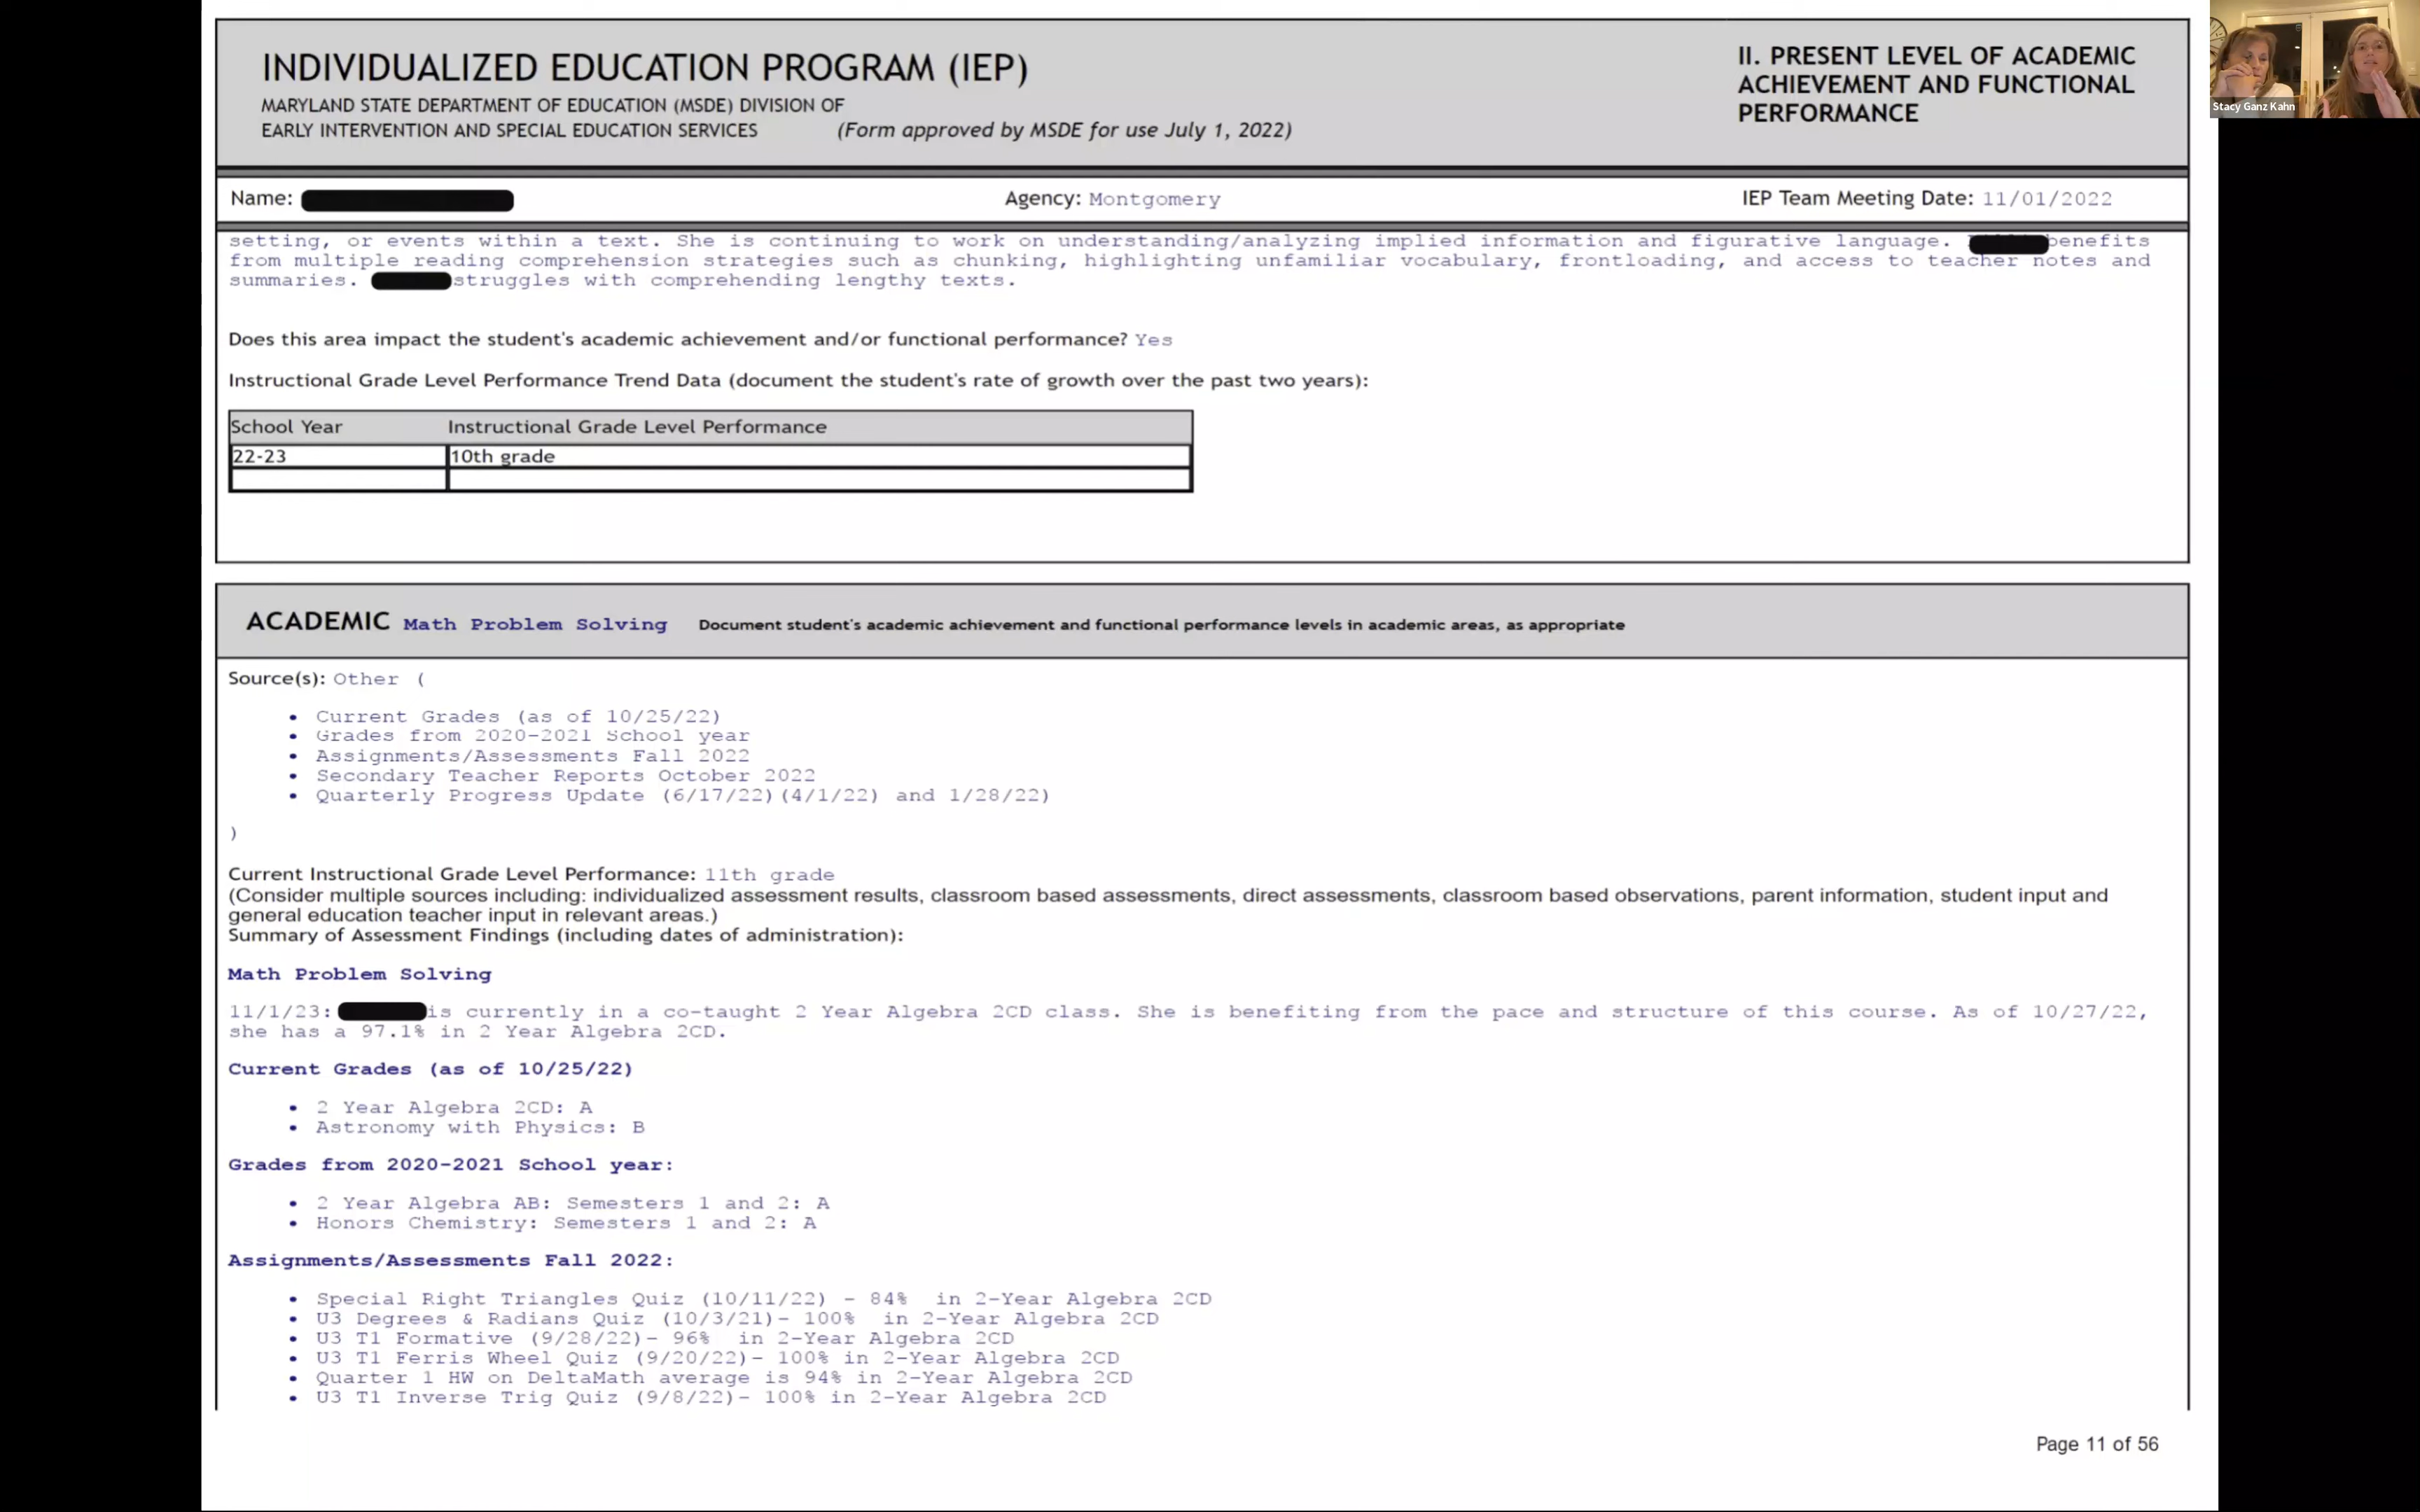 INDIVIDUALIZED EDUCATION PROGRAM (IEP)
MARYLAND STATE DEPARTMENT OF EDUCATION (MSDE) DIVISION OF
EARLY INTERVENTION AND SPECIAL EDUCATION SERVICES (Form approved by MSDE for use July 1, 2022)
II. PRESENT LEVEL OF ACADEMIC
ACHIEVEMENT AND FUNCTIONAL
PERFORMANCE
Stacy Ganz Kahn
Name: Agency: Montgomery IEP Team Meeting Date: 11/01/2022
setting, or events within a text. She is continuing to work on understanding/analyzing implied information and figurative language. benefits
from multiple reading comprehension strategies such as chunking, highlighting unfamiliar vocabulary, frontloading, and access to teacher notes and
summaries. struggles with comprehending lengthy texts.
Does this area impact the student's academic achievement and/or functional performance? Yes
Instructional Grade Level Performance Trend Data (document the student's rate of growth over the past two years):
School Year Instructional Grade Level Performance
22-23 10th grade
ACADEMIC Math Problem Solving Document student's academic achievement and functional performance levels in academic areas, as appropriate
Source(s): Other (
• Current Grades (as of 10/25/22)
• Grades from 2020-2021 School year
• Assignments/Assessments Fall 2022
• Secondary Teacher Reports October 2022
• Quarterly Progress Update (6/17/22)(4/1/22) and 1/28/22)
)
Current Instructional Grade Level Performance: 11th grade
(Consider multiple sources including: individualized assessment results, classroom based assessments, direct assessments, classroom based observations, parent information, student input and
general education teacher input in relevant areas.)
Summary of Assessment Findings (including dates of administration):
Math Problem Solving
11/1/23: is currently in a co-taught 2 Year Algebra 2CD class. She is benefiting from the pace and structure of this course. As of 10/27/22,
she has a 97.1% in 2 Year Algebra 2CD.
Current Grades (as of 10/25/22)
• 2 Year Algebra 2CD: A
• Astronomy with Physics: B
Grades from 2020-2021 School year:
• 2 Year Algebra AB: Semesters 1 and 2: A
• Honors Chemistry: Semesters 1 and 2: A
Assignments/Assessments Fall 2022:
• Special Right Triangles Quiz (10/11/22) - 84% in 2-Year Algebra 2CD
• U3 Degrees & Radians Quiz (10/3/21)- 100% in 2-Year Algebra 2CD
• U3 T1 Formative (9/28/22)- 96% in 2-Year Algebra 2CD
• U3 T1 Ferris Wheel Quiz (9/20/22)- 100% in 2-Year Algebra 2CD
• Quarter 1 HW on DeltaMath average is 94% in 2-Year Algebra 2CD
• U3 T1 Inverse Trig Quiz (9/8/22)- 100% in 2-Year Algebra 2CD
Page 11 of 56